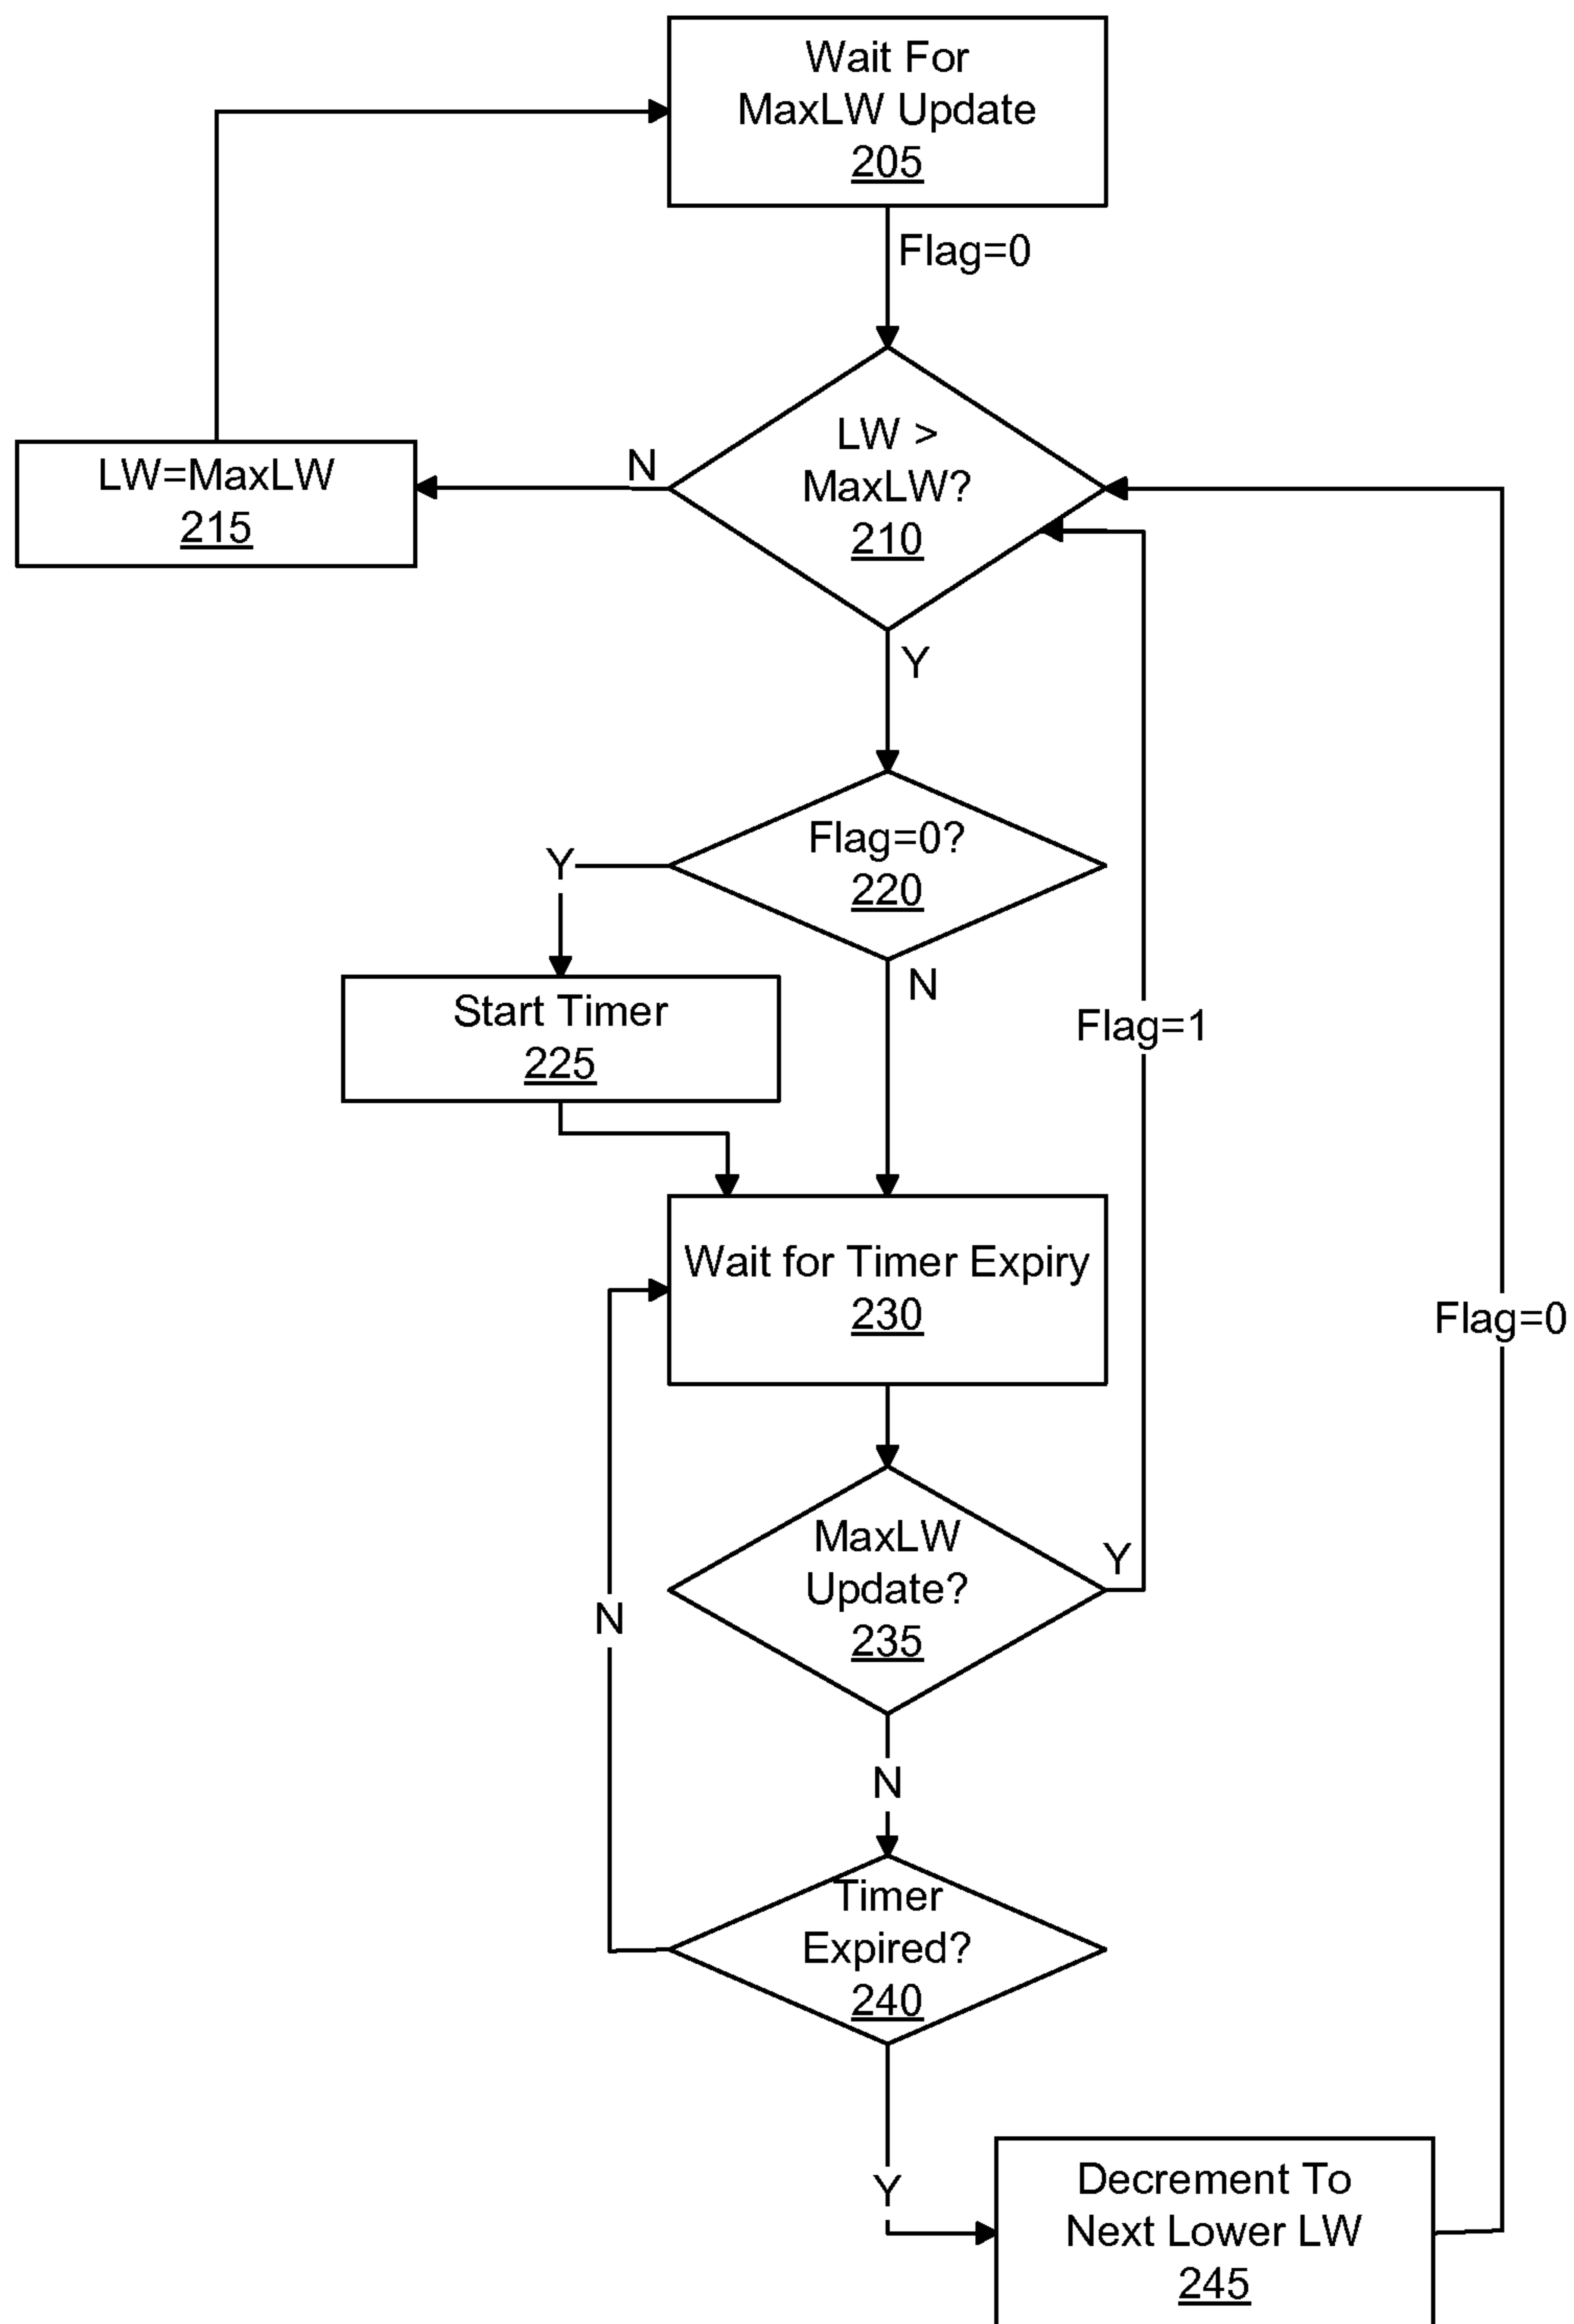 Wait For
MaxLW Update
205
Flag=0
LW >
MaxLW?
210
N
LW=MaxLW
215
Y
Flag=0?
220
Y
N
Start Timer
225
Flag=1
Wait for Timer Expiry
230
Flag=0
MaxLW
Update?
235
Y
N
N
Timer
Expired?
240
Y
Decrement To
Next Lower LW
245